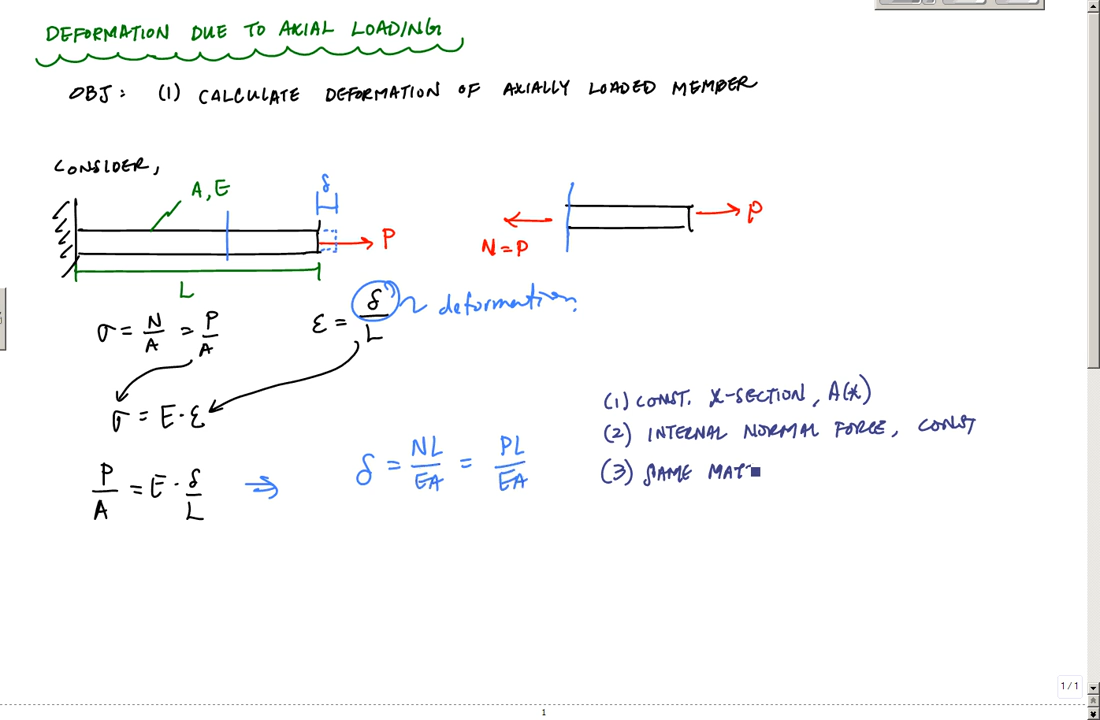 DEFORMATION DUE TO AXIAL LOADING
OBJ: (1) CALCULATE DEFORMATION OF AXIALLY LOADED MEMBER
CONSIDER,
A, E
δ
P
L
N = P
P
σ = N/A = P/A
ε = δ/L
deformation
σ = E·ε
P/A = E·δ/L ⇒
δ = NL/EA = PL/EA
(1) CONST. X-SECTION, A(x)
(2) INTERNAL NORMAL FORCE, CONST
(3) SAME MAT
1/1
1